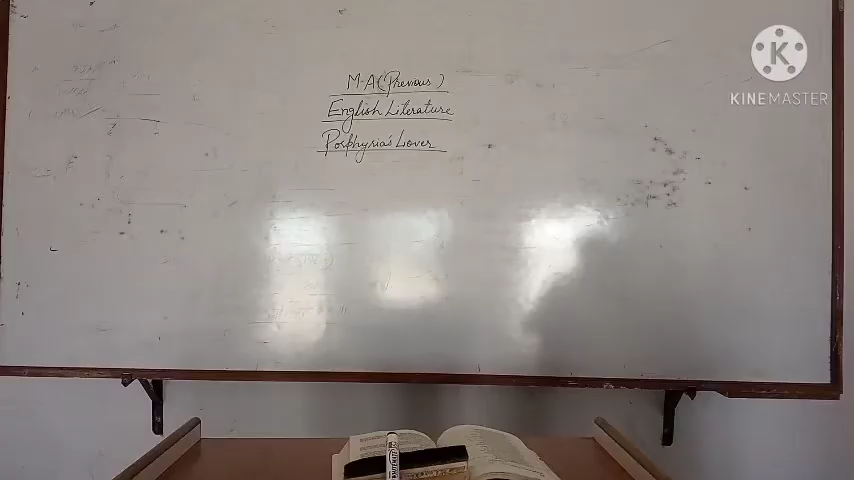 M-A (Previous)
English Literature
Porphyria's Lover
KINEMASTER